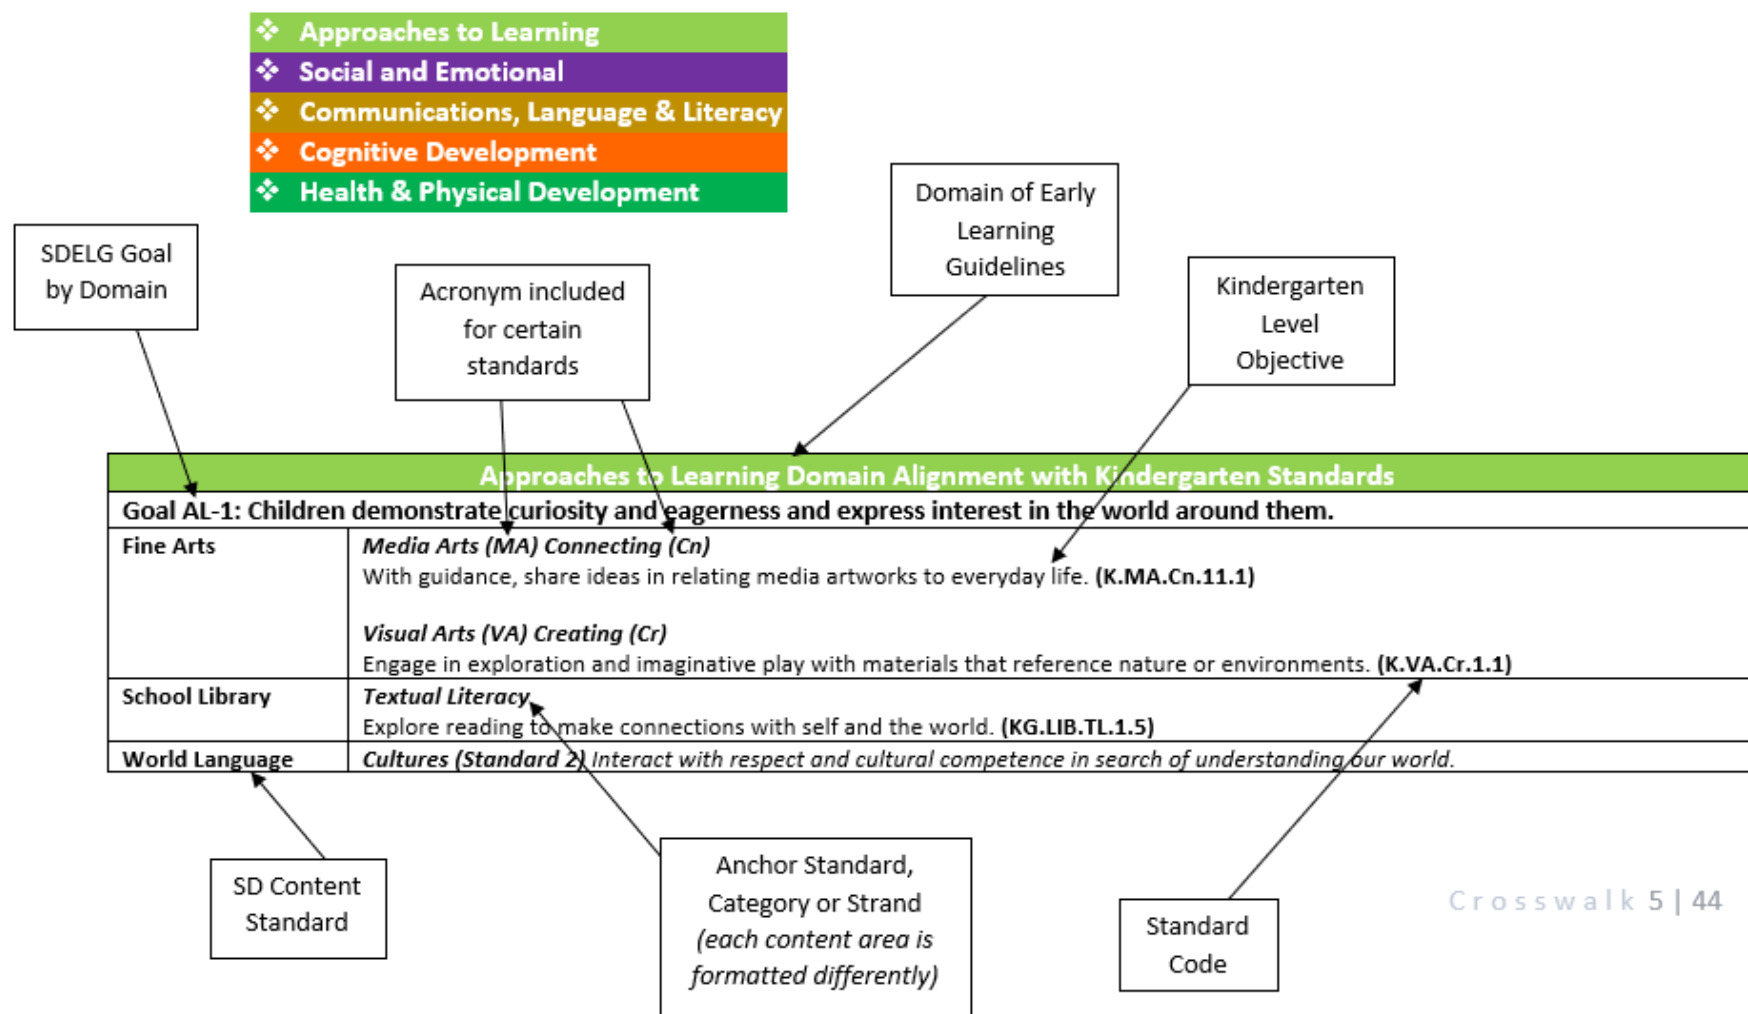 ❖ Approaches to Learning
❖ Social and Emotional
❖ Communications, Language & Literacy
❖ Cognitive Development
❖ Health & Physical Development
SDELG Goal
by Domain
Acronym included
for certain
standards
Domain of Early
Learning
Guidelines
Kindergarten
Level
Objective
Approaches to Learning Domain Alignment with Kindergarten Standards
Goal AL-1: Children demonstrate curiosity and eagerness and express interest in the world around them.
Fine Arts
Media Arts (MA) Connecting (Cn)
With guidance, share ideas in relating media artworks to everyday life. (K.MA.Cn.11.1)
Visual Arts (VA) Creating (Cr)
Engage in exploration and imaginative play with materials that reference nature or environments. (K.VA.Cr.1.1)
School Library
Textual Literacy
Explore reading to make connections with self and the world. (KG.LIB.TL.1.5)
World Language
Cultures (Standard 2) Interact with respect and cultural competence in search of understanding our world.
SD Content
Standard
Anchor Standard,
Category or Strand
(each content area is
formatted differently)
Standard
Code
Crosswalk 5 | 44